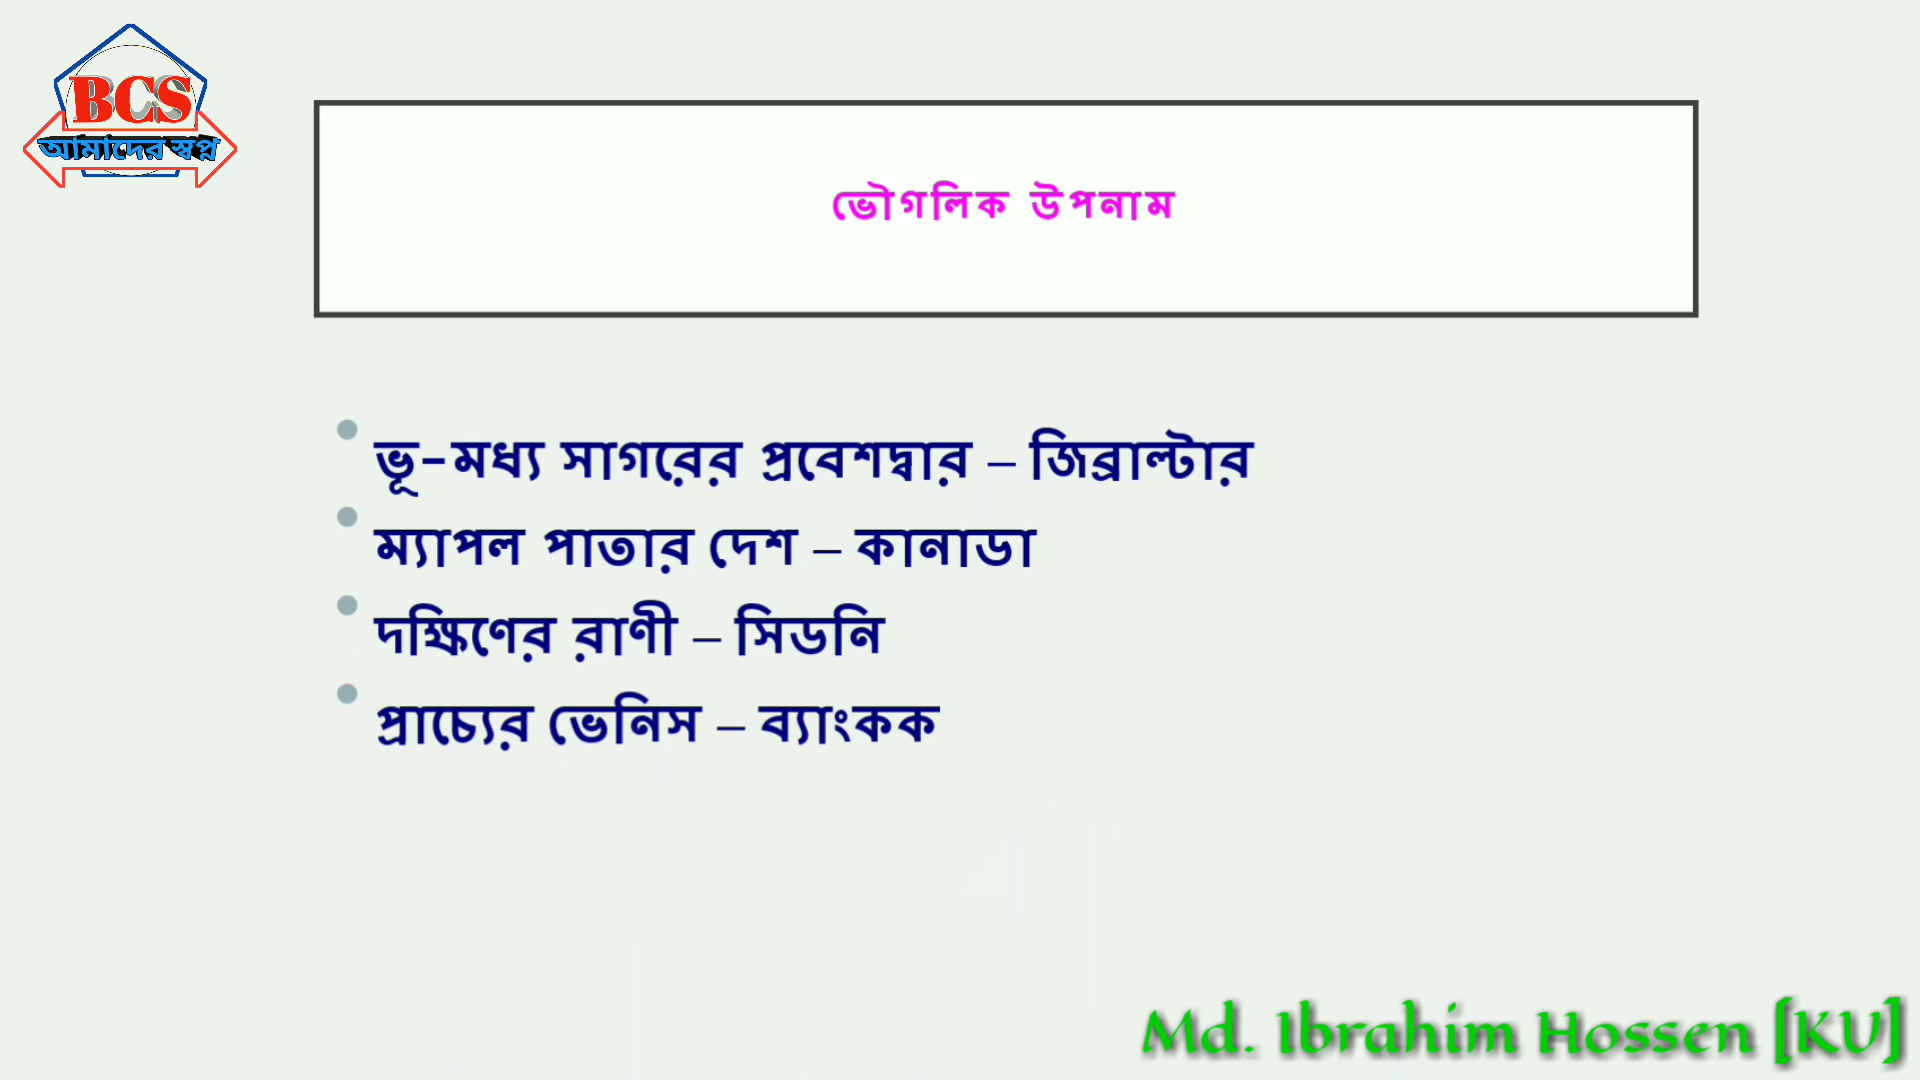 BCS
আমাদের স্বপ্ন
ভৌগলিক উপনাম
ভূ-মধ্য সাগরের প্রবেশদ্বার – জিব্রাল্টার
ম্যাপল পাতার দেশ – কানাডা
দক্ষিণের রাণী – সিডনি
প্রাচ্যের ভেনিস – ব্যাংকক
Md. Ibrahim Hossen [KU]